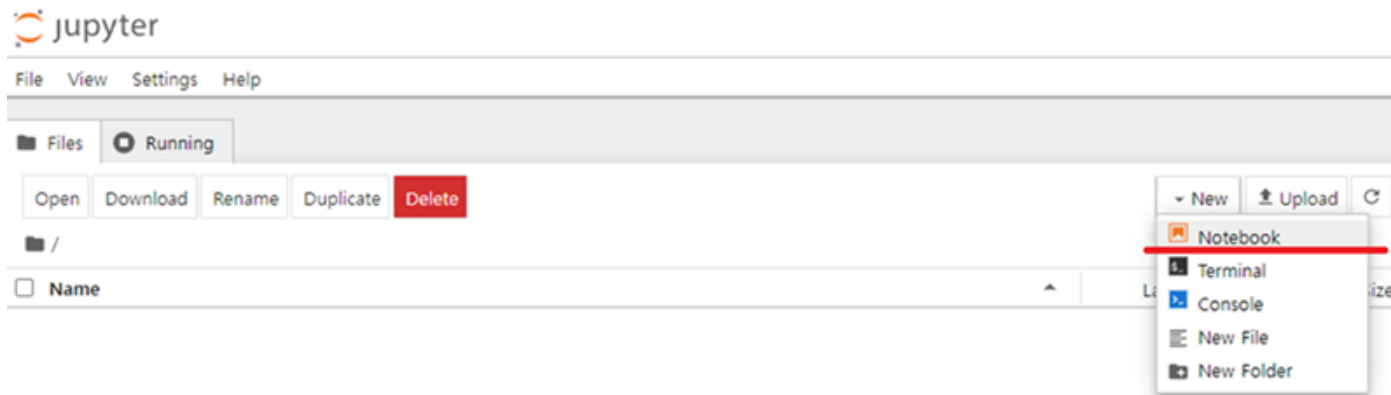 jupyter
File View Settings Help
Files Running
Open Download Rename Duplicate Delete New Upload
/ Notebook
Terminal
Name
Console
New File
New Folder